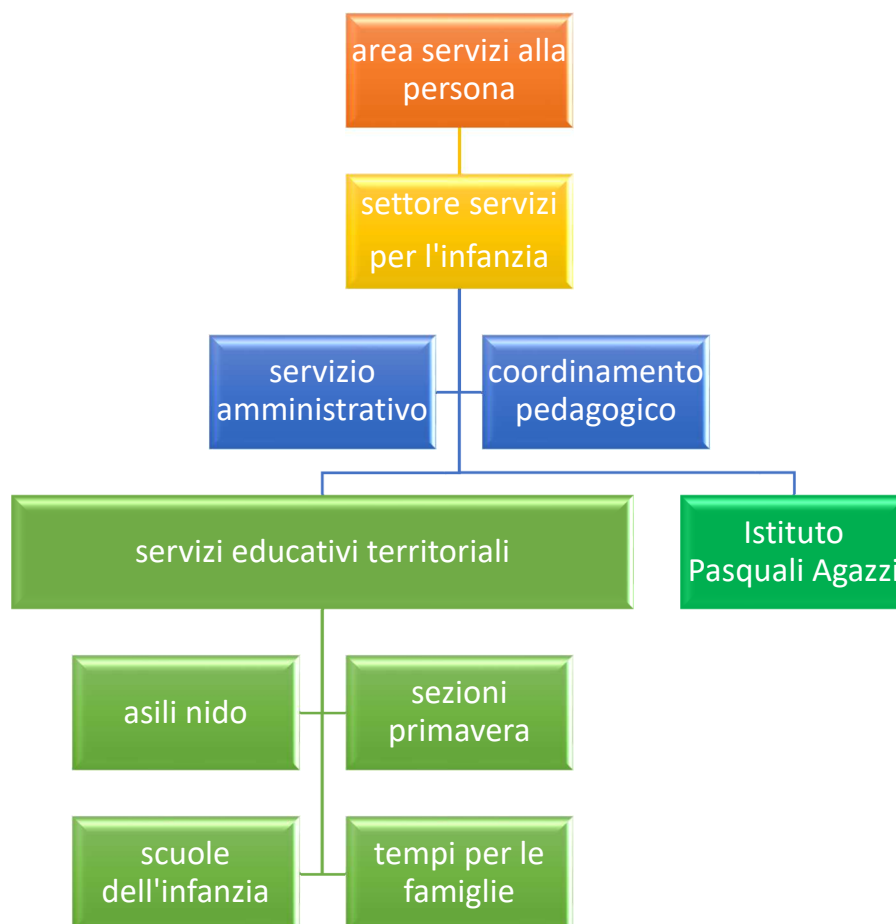 area servizi alla
persona
settore servizi
per l'infanzia
servizio
amministrativo
coordinamento
pedagogico
servizi educativi territoriali
Istituto
Pasquali Agazzi
asili nido
sezioni
primavera
scuole
dell'infanzia
tempi per le
famiglie